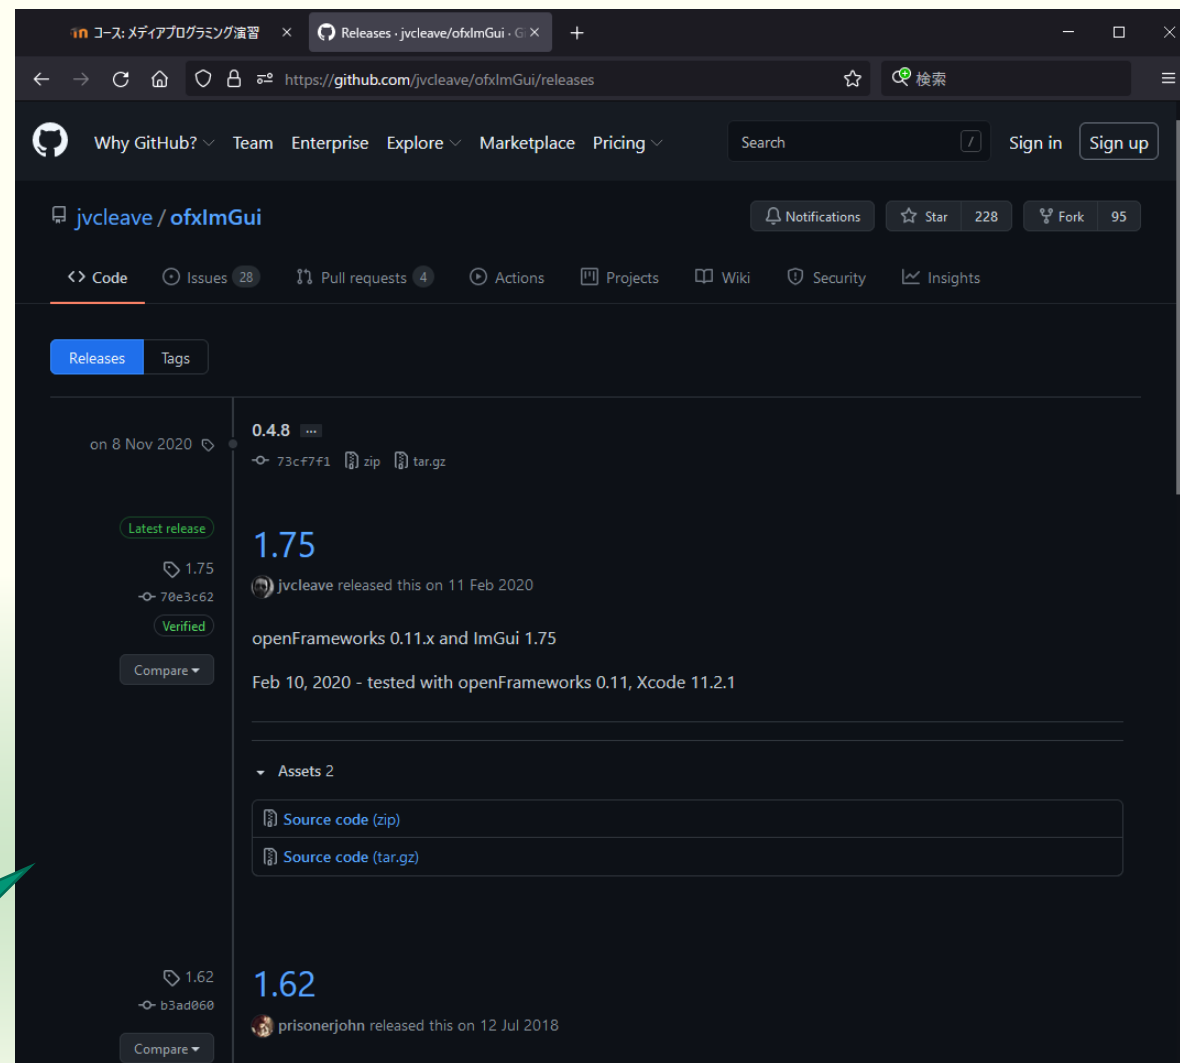 コース: メディアプログラミング演習
Releases · jvcleave/ofxImGui · G
https://github.com/jvcleave/ofxImGui/releases
検索
Why GitHub? Team Enterprise Explore Marketplace Pricing Search / Sign in Sign up
jvcleave / ofxImGui
Notifications Star 228 Fork 95
Code Issues 28 Pull requests 4 Actions Projects Wiki Security Insights
Releases Tags
on 8 Nov 2020
0.4.8 ...
73cf7f1 zip tar.gz
Latest release
1.75
70e3c62
Verified
Compare
1.75
jvcleave released this on 11 Feb 2020
openFrameworks 0.11.x and ImGui 1.75
Feb 10, 2020 - tested with openFrameworks 0.11, Xcode 11.2.1
Assets 2
Source code (zip)
Source code (tar.gz)
1.62
b3ad060
Compare
1.62
prisonerjohn released this on 12 Jul 2018